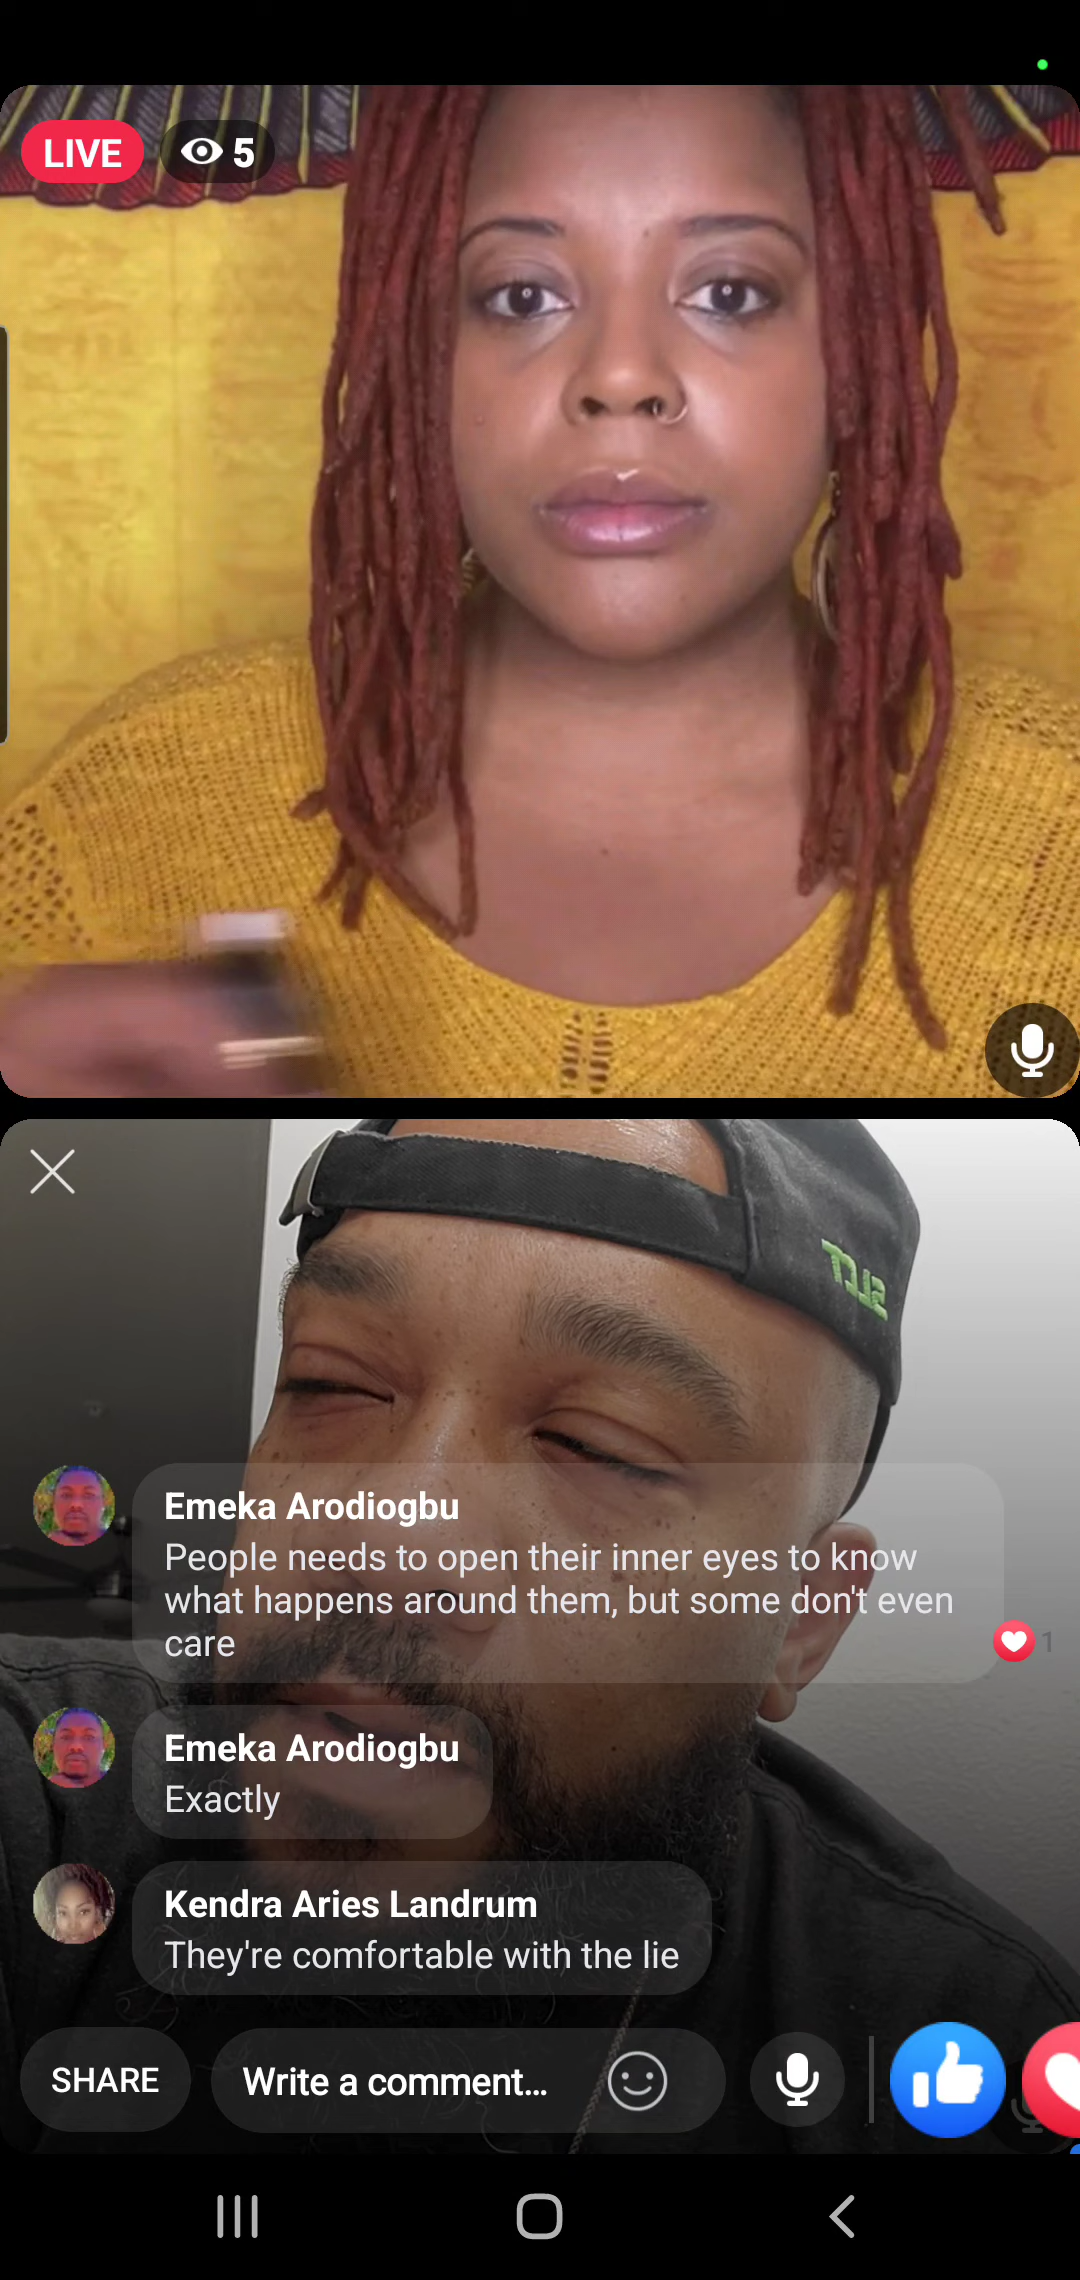 LIVE
5
Emeka Arodiogbu
People needs to open their inner eyes to know
what happens around them, but some don't even
care
1
Emeka Arodiogbu
Exactly
Kendra Aries Landrum
They're comfortable with the lie
SHARE
Write a comment...